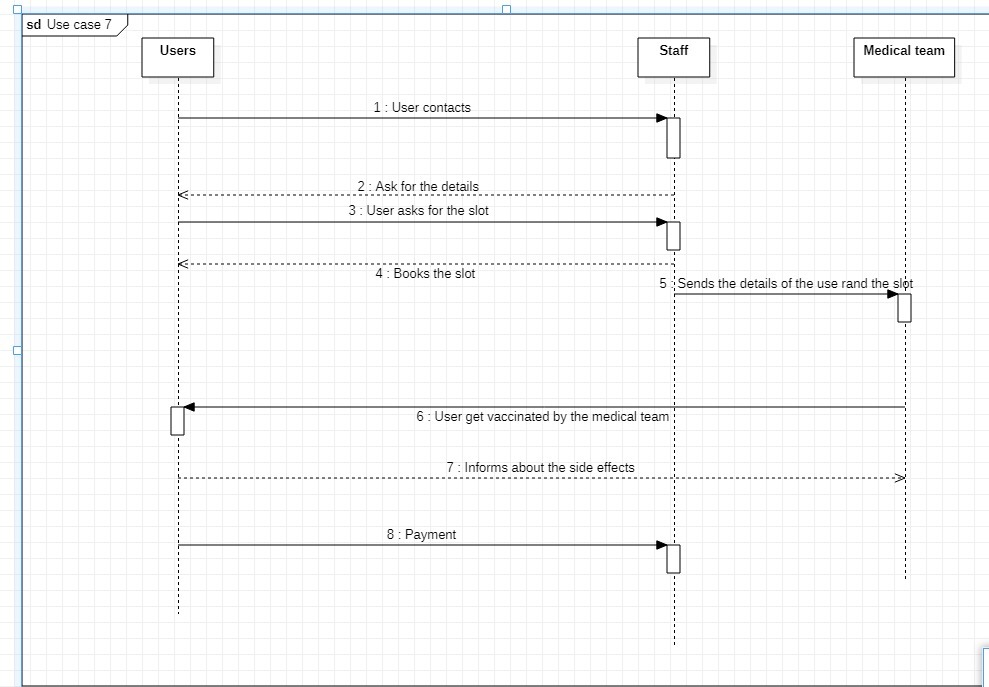 sd Use case 7
Users
Staff
Medical team
1 : User contacts
2 : Ask for the details
3 : User asks for the slot
4 : Books the slot
5 : Sends the details of the use rand the slot
6 : User get vaccinated by the medical team
7 : Informs about the side effects
8 : Payment